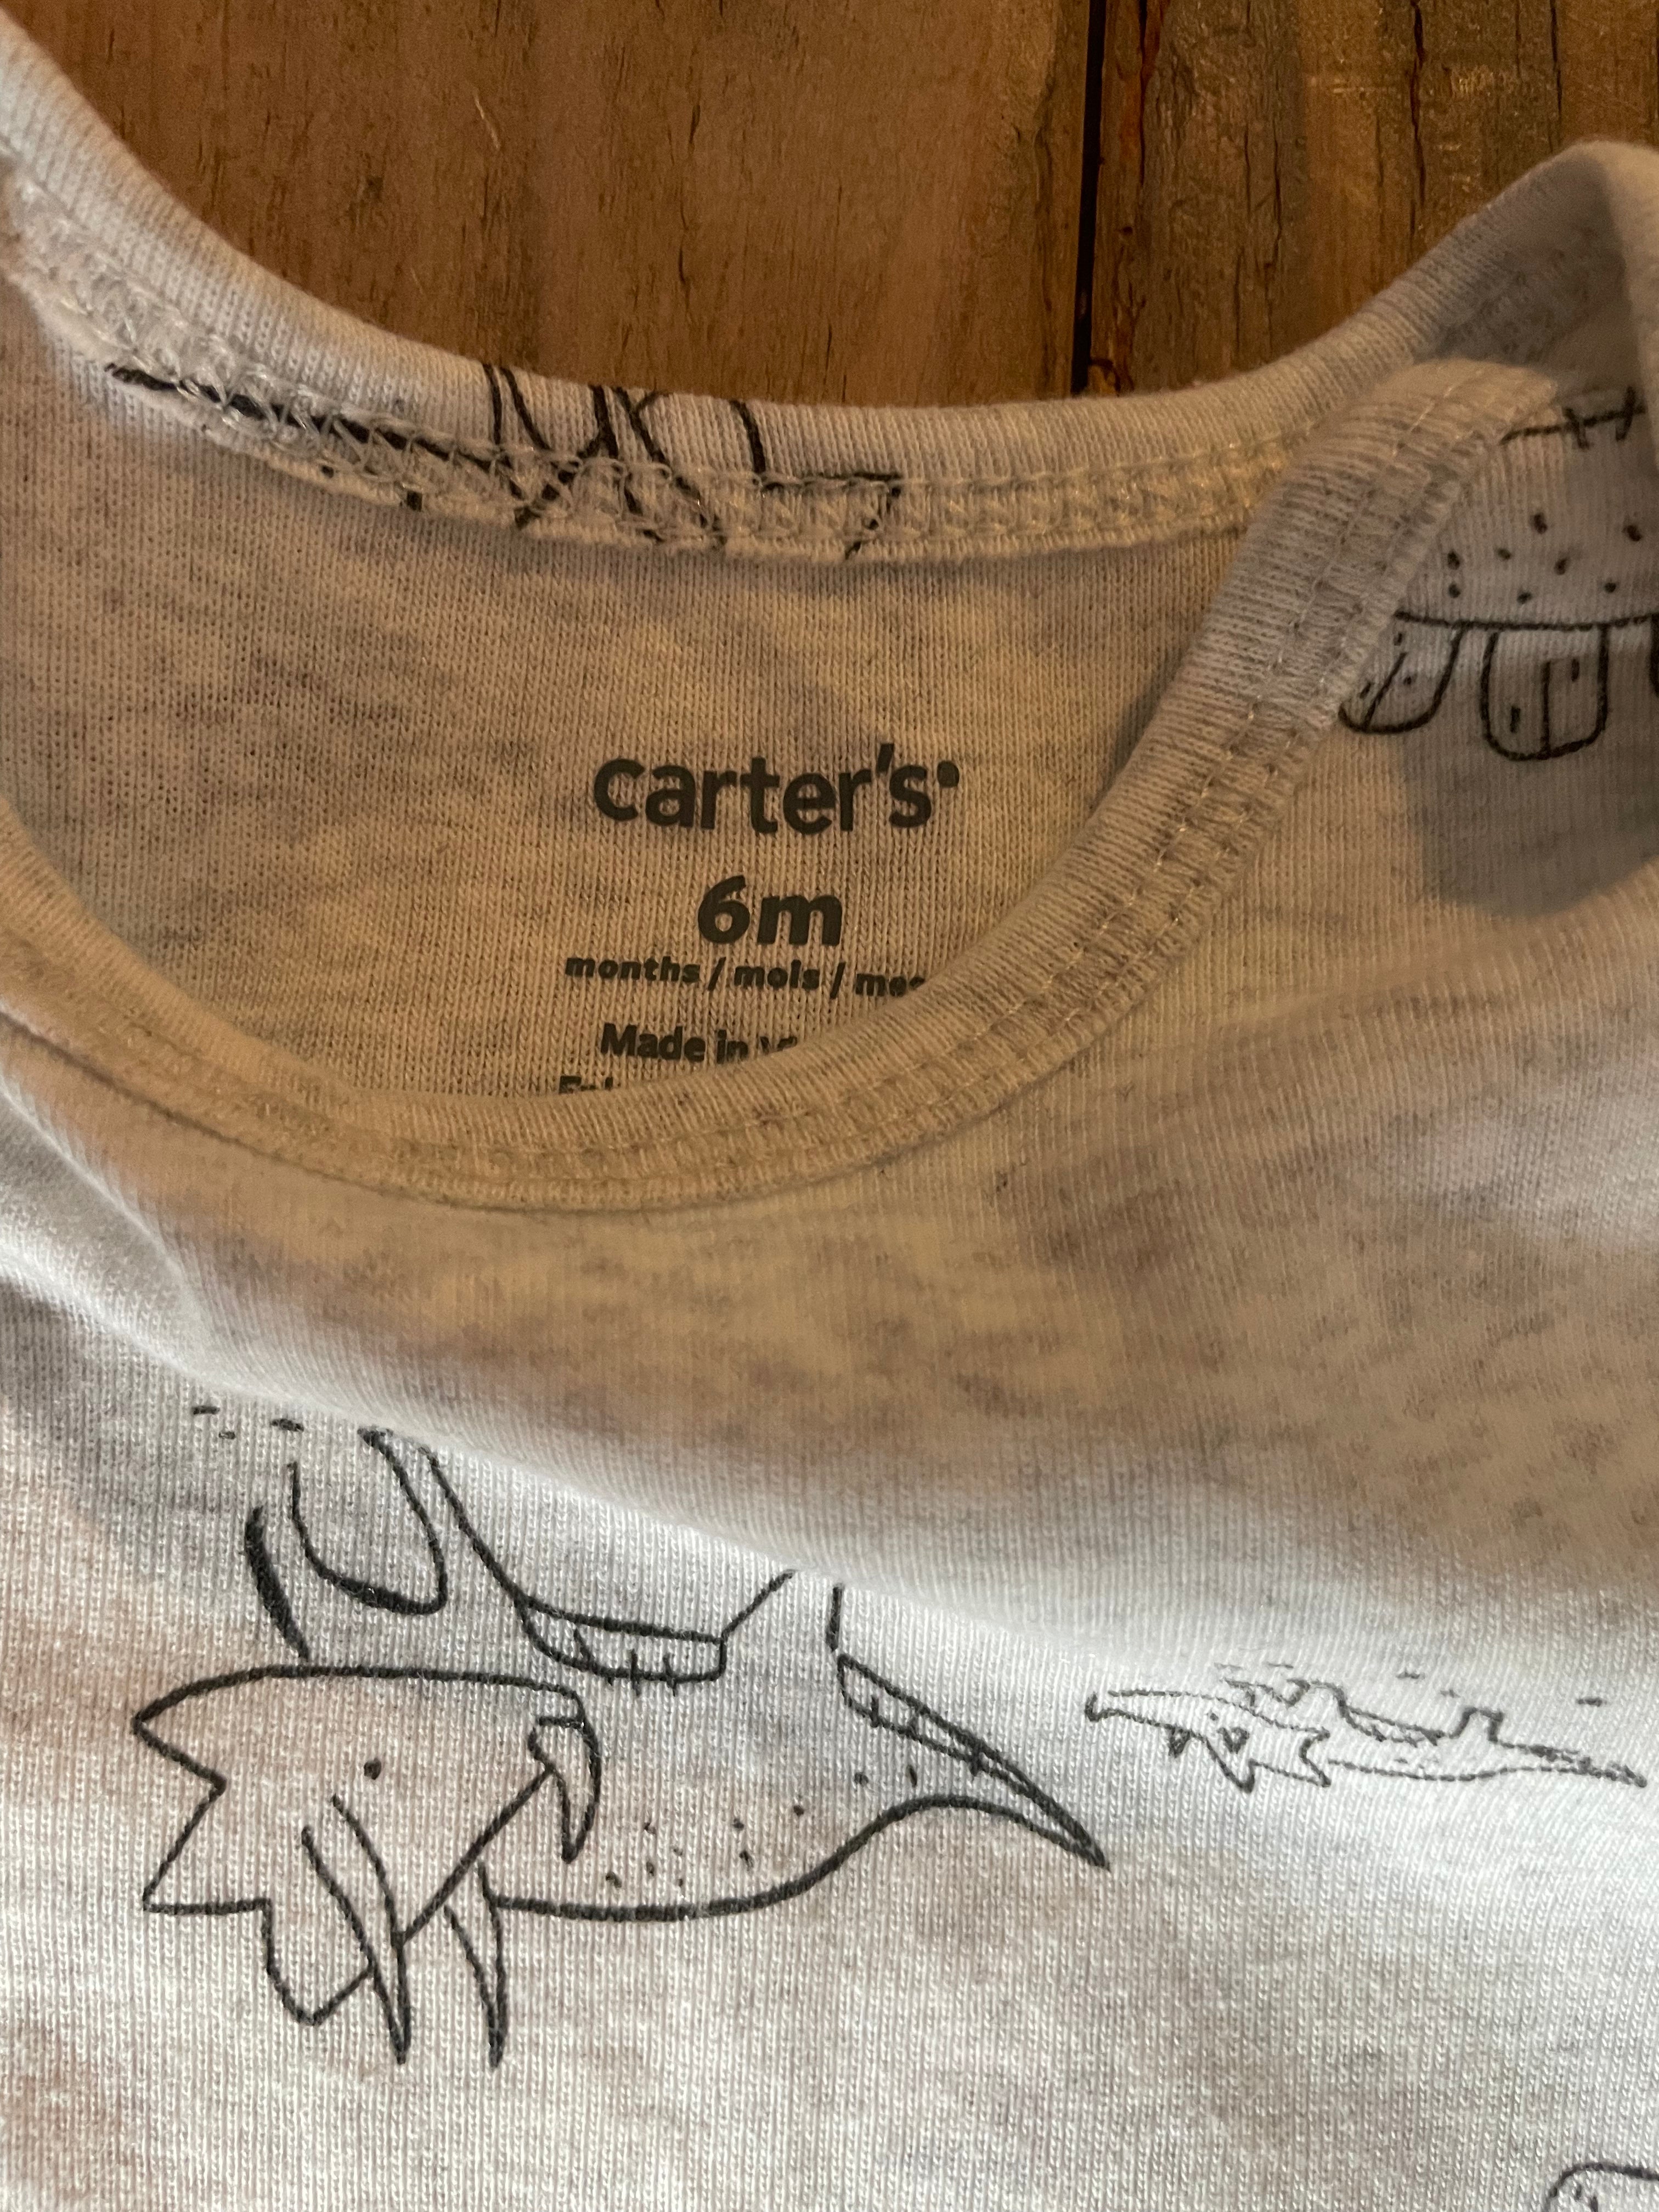 carter's
6m
months / mois /
Made in